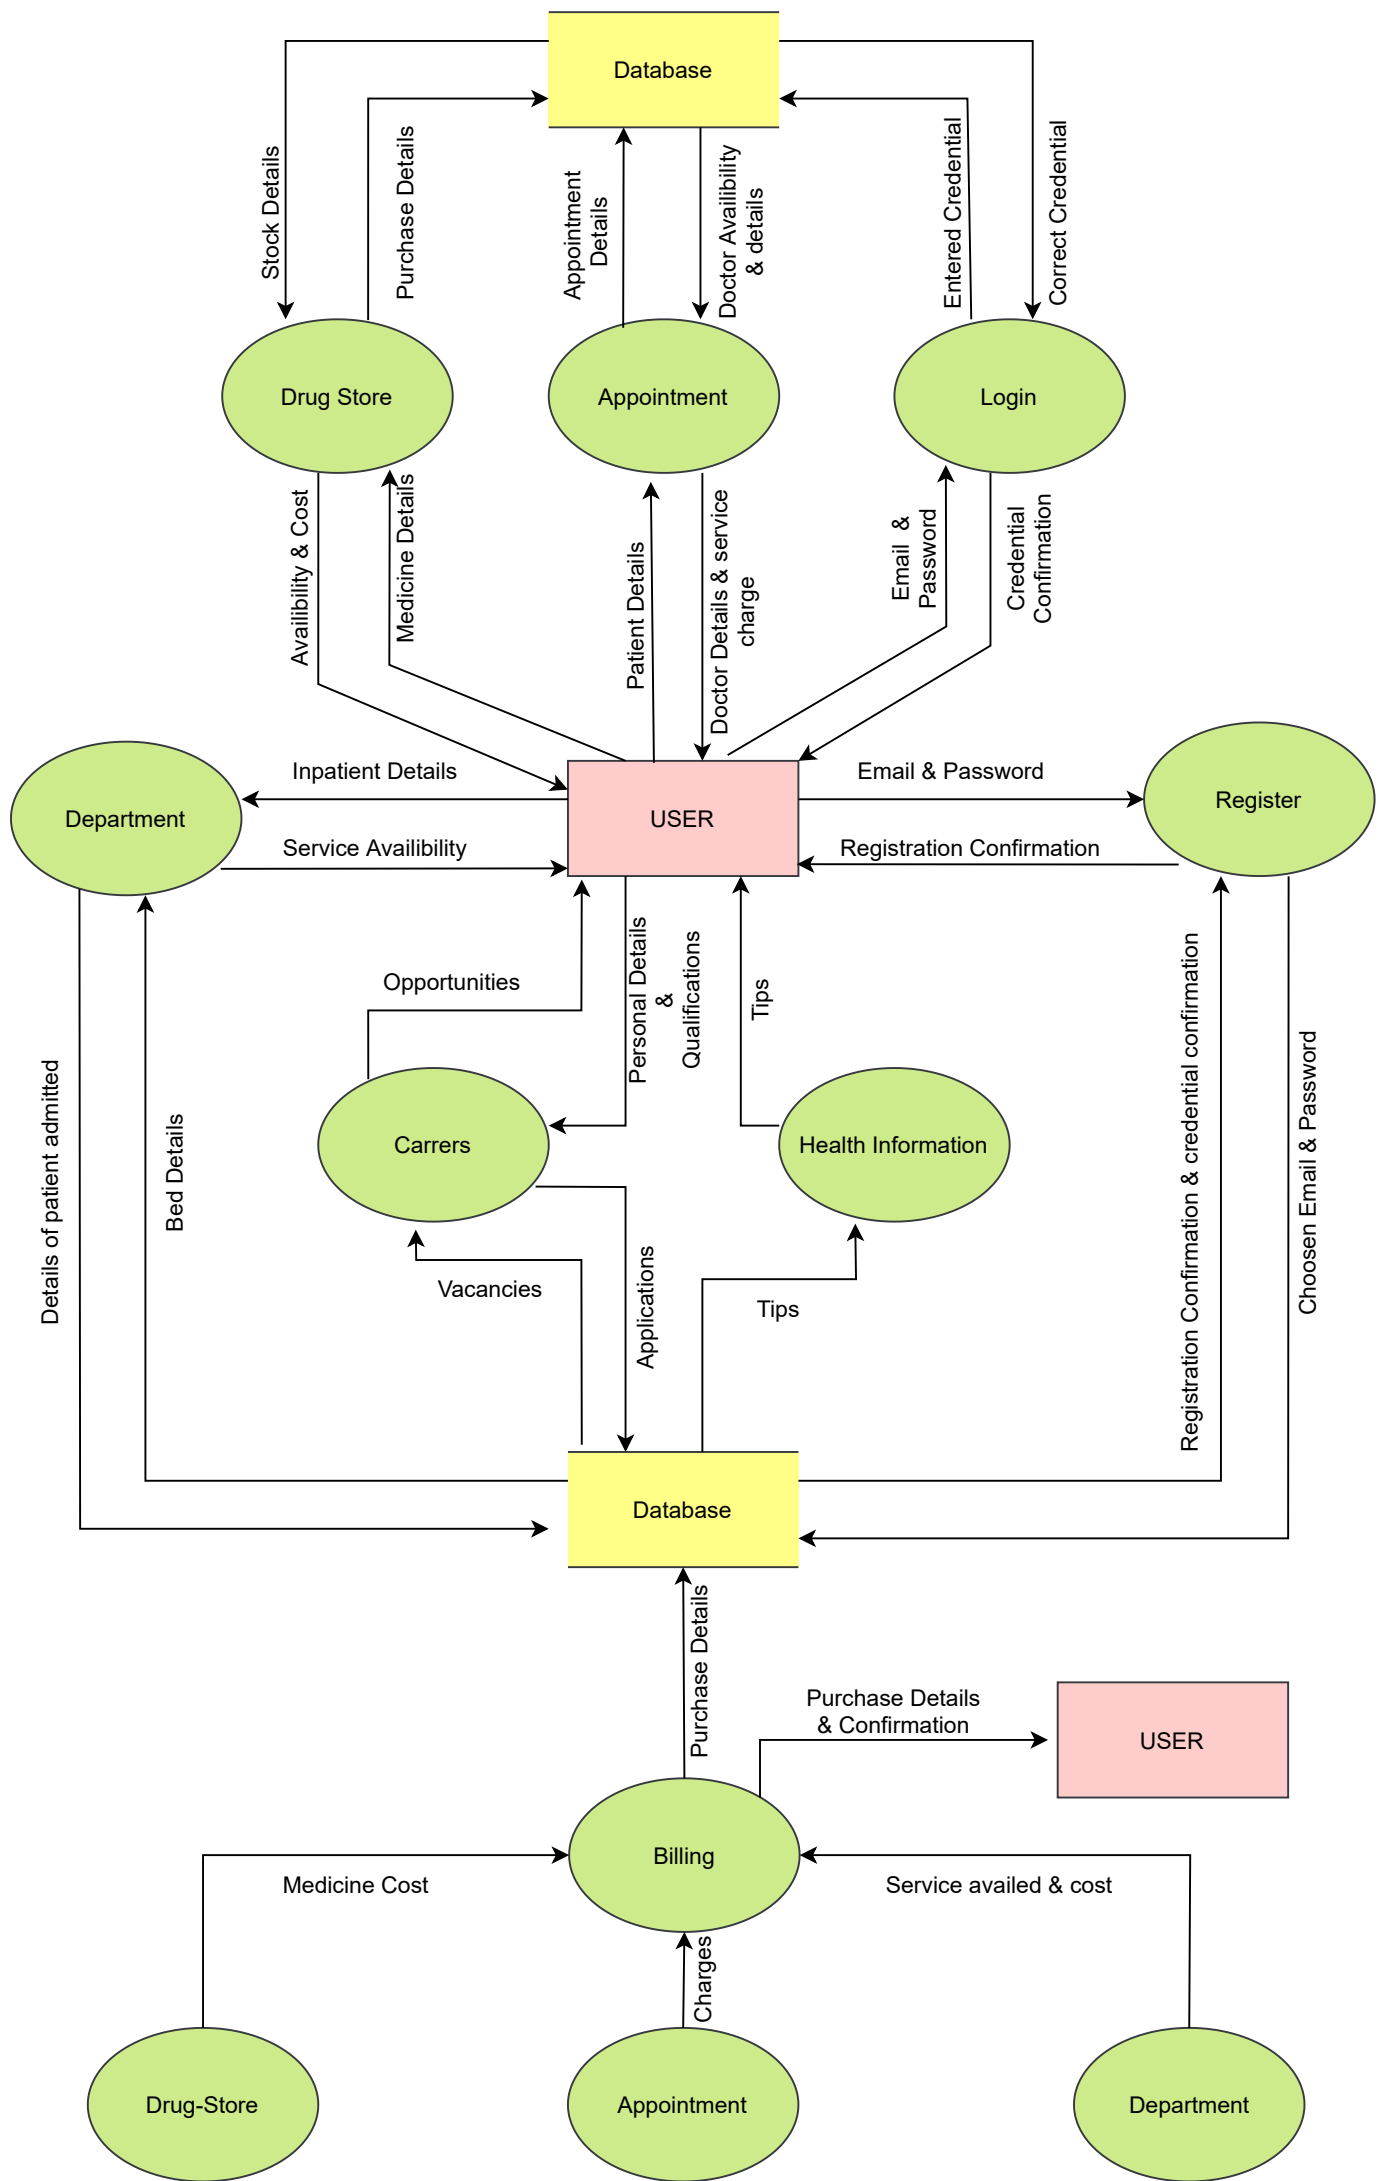 Database
Stock Details
Purchase Details
Appointment
Details
Doctor Availibility
& details
Entered Credential
Correct Credential
Drug Store
Appointment
Login
Availibility & Cost
Medicine Details
Patient Details
Doctor Details & service
charge
Email &
Password
Credential
Confirmation
Inpatient Details
Email & Password
Department
USER
Register
Service Availibility
Registration Confirmation
Opportunities
Personal Details
&
Qualifications
Tips
Details of patient admitted
Bed Details
Carrers
Health Information
Registration Confirmation & credential confirmation
Choosen Email & Password
Vacancies
Applications
Tips
Database
Purchase Details
Purchase Details
& Confirmation
USER
Billing
Medicine Cost
Service availed & cost
Charges
Drug-Store
Appointment
Department